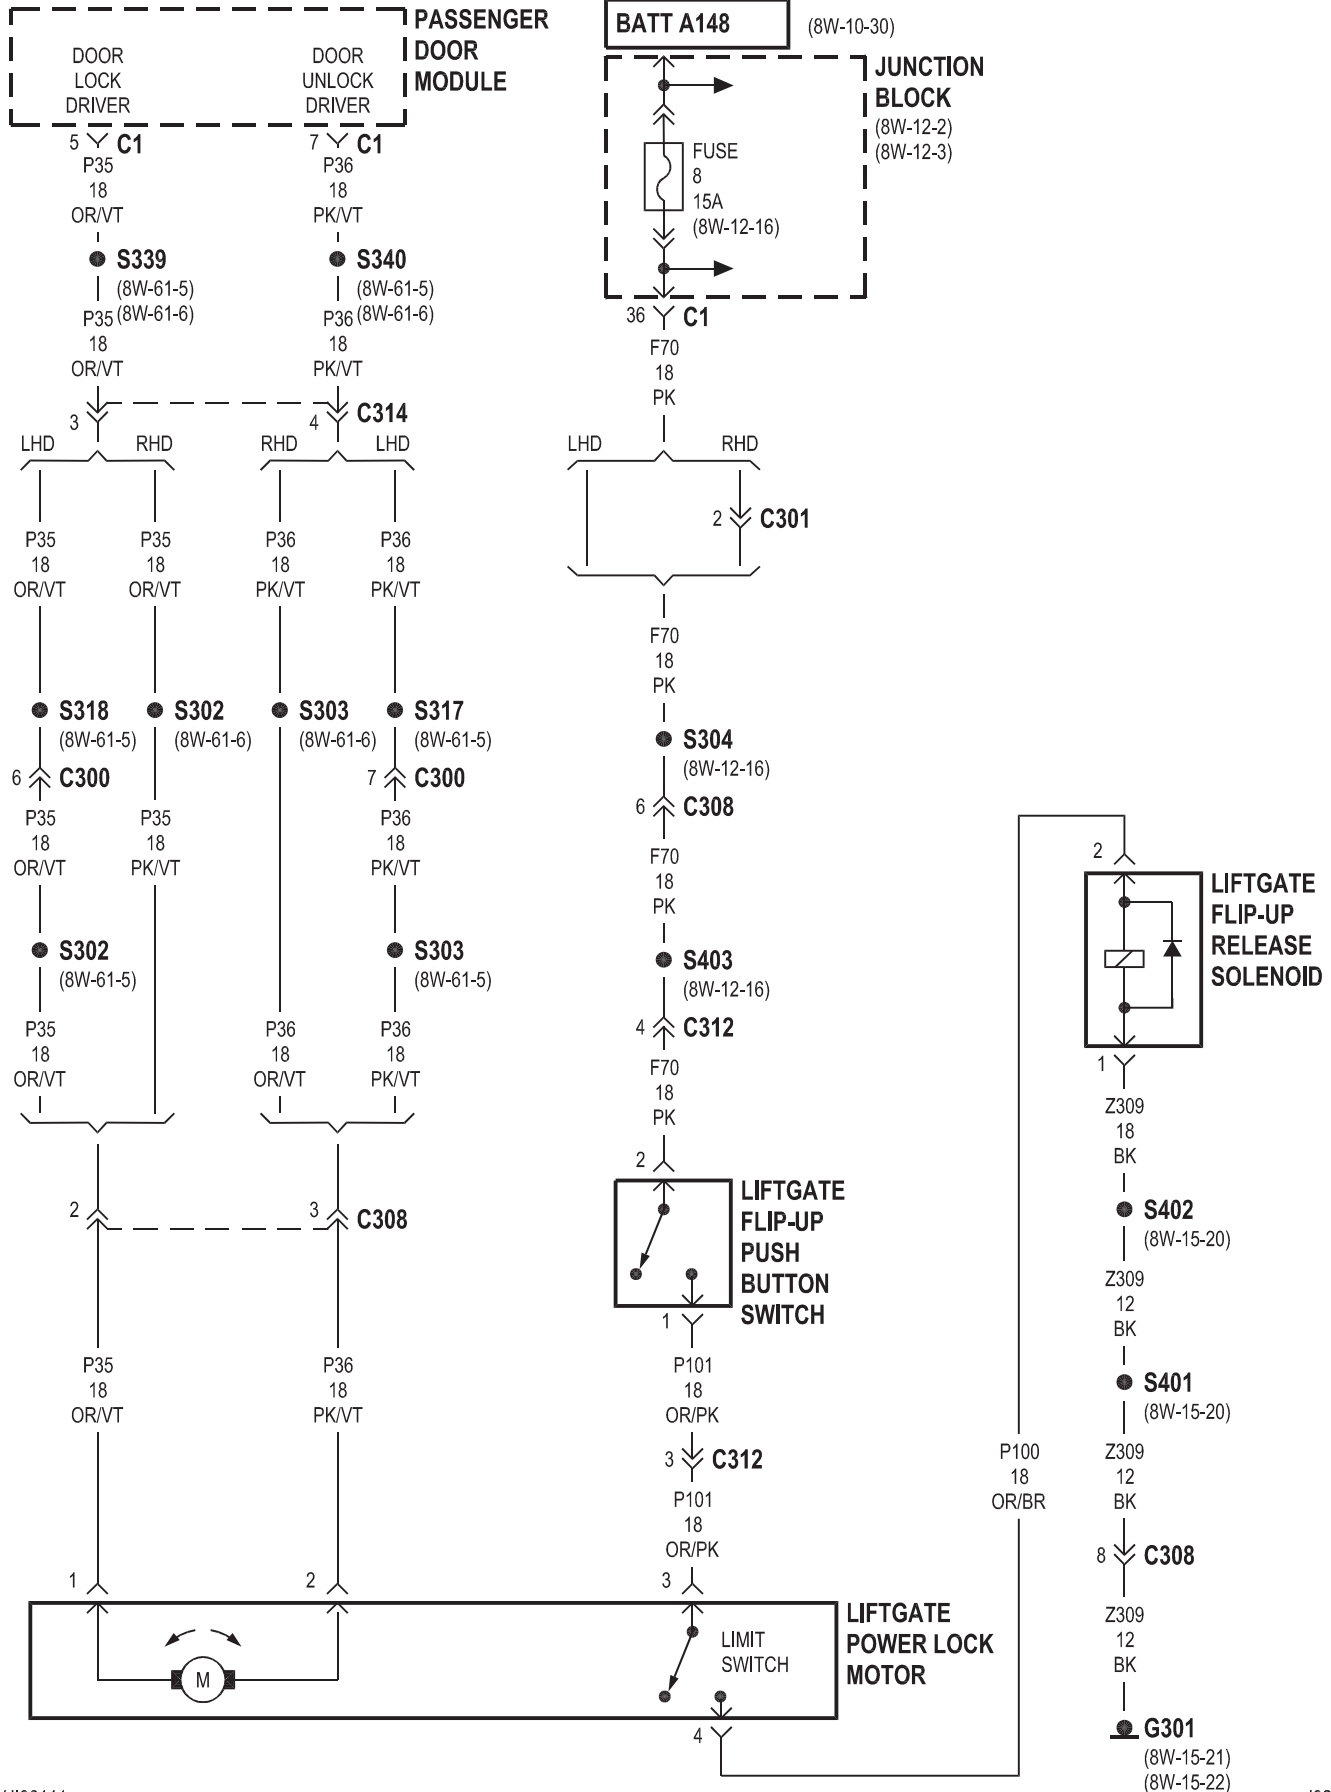 PASSENGER
DOOR
MODULE
DOOR
LOCK
DRIVER
DOOR
UNLOCK
DRIVER
5
C1
P35
18
OR/VT
S339
(8W-61-5)
(8W-61-6)
P35
18
OR/VT
3
7
C1
P36
18
PK/VT
S340
(8W-61-5)
(8W-61-6)
P36
18
PK/VT
4
C314
LHD
RHD
RHD
LHD
P35
18
OR/VT
P35
18
OR/VT
P36
18
PK/VT
P36
18
PK/VT
S318
(8W-61-5)
S302
(8W-61-6)
S303
(8W-61-6)
S317
(8W-61-5)
6
C300
7
C300
P35
18
OR/VT
P35
18
PK/VT
P36
18
PK/VT
S302
(8W-61-5)
S303
(8W-61-5)
P35
18
OR/VT
P36
18
OR/VT
P36
18
PK/VT
2
3
C308
P35
18
OR/VT
P36
18
PK/VT
1
2
M
BATT A148
(8W-10-30)
JUNCTION
BLOCK
(8W-12-2)
(8W-12-3)
FUSE
8
15A
(8W-12-16)
36
C1
F70
18
PK
LHD
RHD
2
C301
F70
18
PK
S304
(8W-12-16)
6
C308
F70
18
PK
S403
(8W-12-16)
4
C312
F70
18
PK
2
LIFTGATE
FLIP-UP
PUSH
BUTTON
SWITCH
1
P101
18
OR/PK
3
C312
P101
18
OR/PK
3
LIMIT
SWITCH
4
LIFTGATE
POWER LOCK
MOTOR
P100
18
OR/BR
2
LIFTGATE
FLIP-UP
RELEASE
SOLENOID
1
Z309
18
BK
S402
(8W-15-20)
Z309
12
BK
S401
(8W-15-20)
Z309
12
BK
8
C308
Z309
12
BK
G301
(8W-15-21)
(8W-15-22)